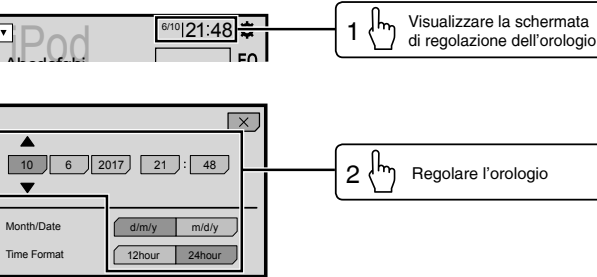 iPod
6/10 21:48
EQ
1 Visualizzare la schermata
di regolazione dell'orologio
10 6 2017 21 : 48
2 Regolare l'orologio
Month/Date d/m/y m/d/y
Time Format 12hour 24hour